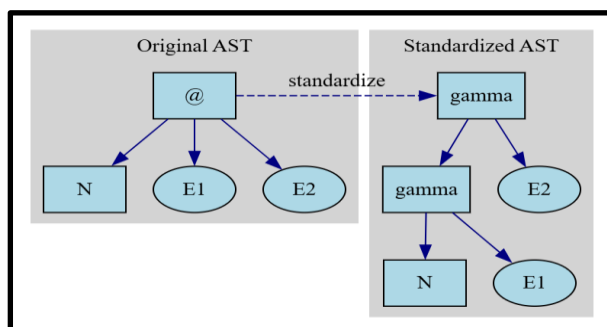 Original AST
@
standardize
N
E1
E2
Standardized AST
gamma
gamma
E2
N
E1